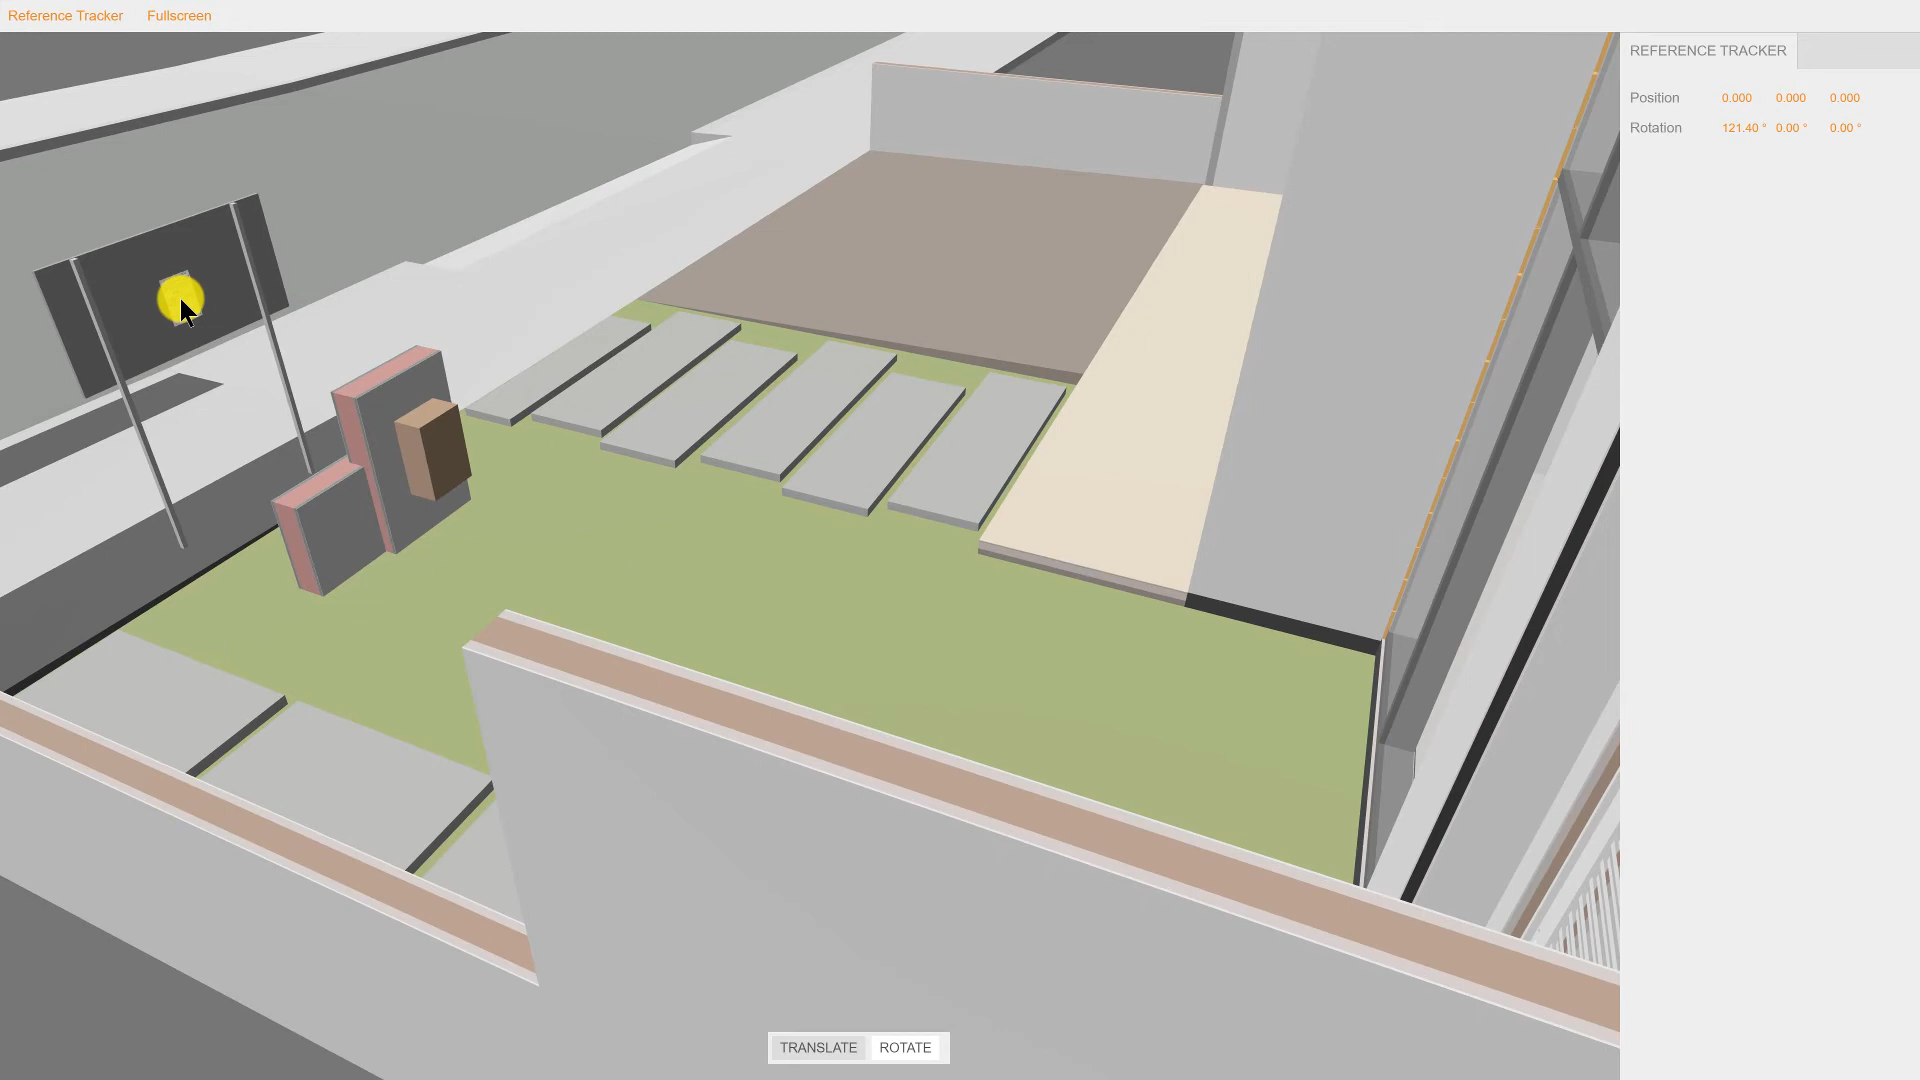 Reference Tracker Fullscreen
REFERENCE TRACKER
Position 0.000 0.000 0.000
Rotation 121.40 ° 0.00 ° 0.00 °
TRANSLATE ROTATE